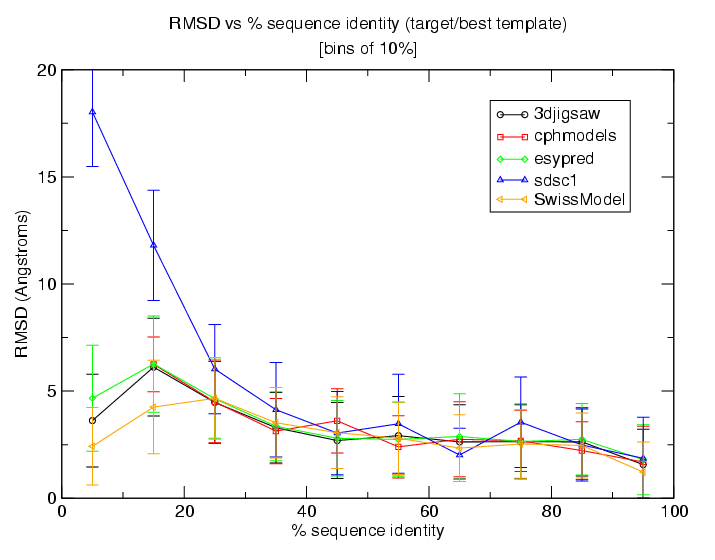 RMSD vs % sequence identity (target/best template)
[bins of 10%]
20
15
10
5
0
RMSD (Angstroms)
3djigsaw
cphmodels
esypred
sdsc1
SwissModel
0 20 40 60 80 100
% sequence identity